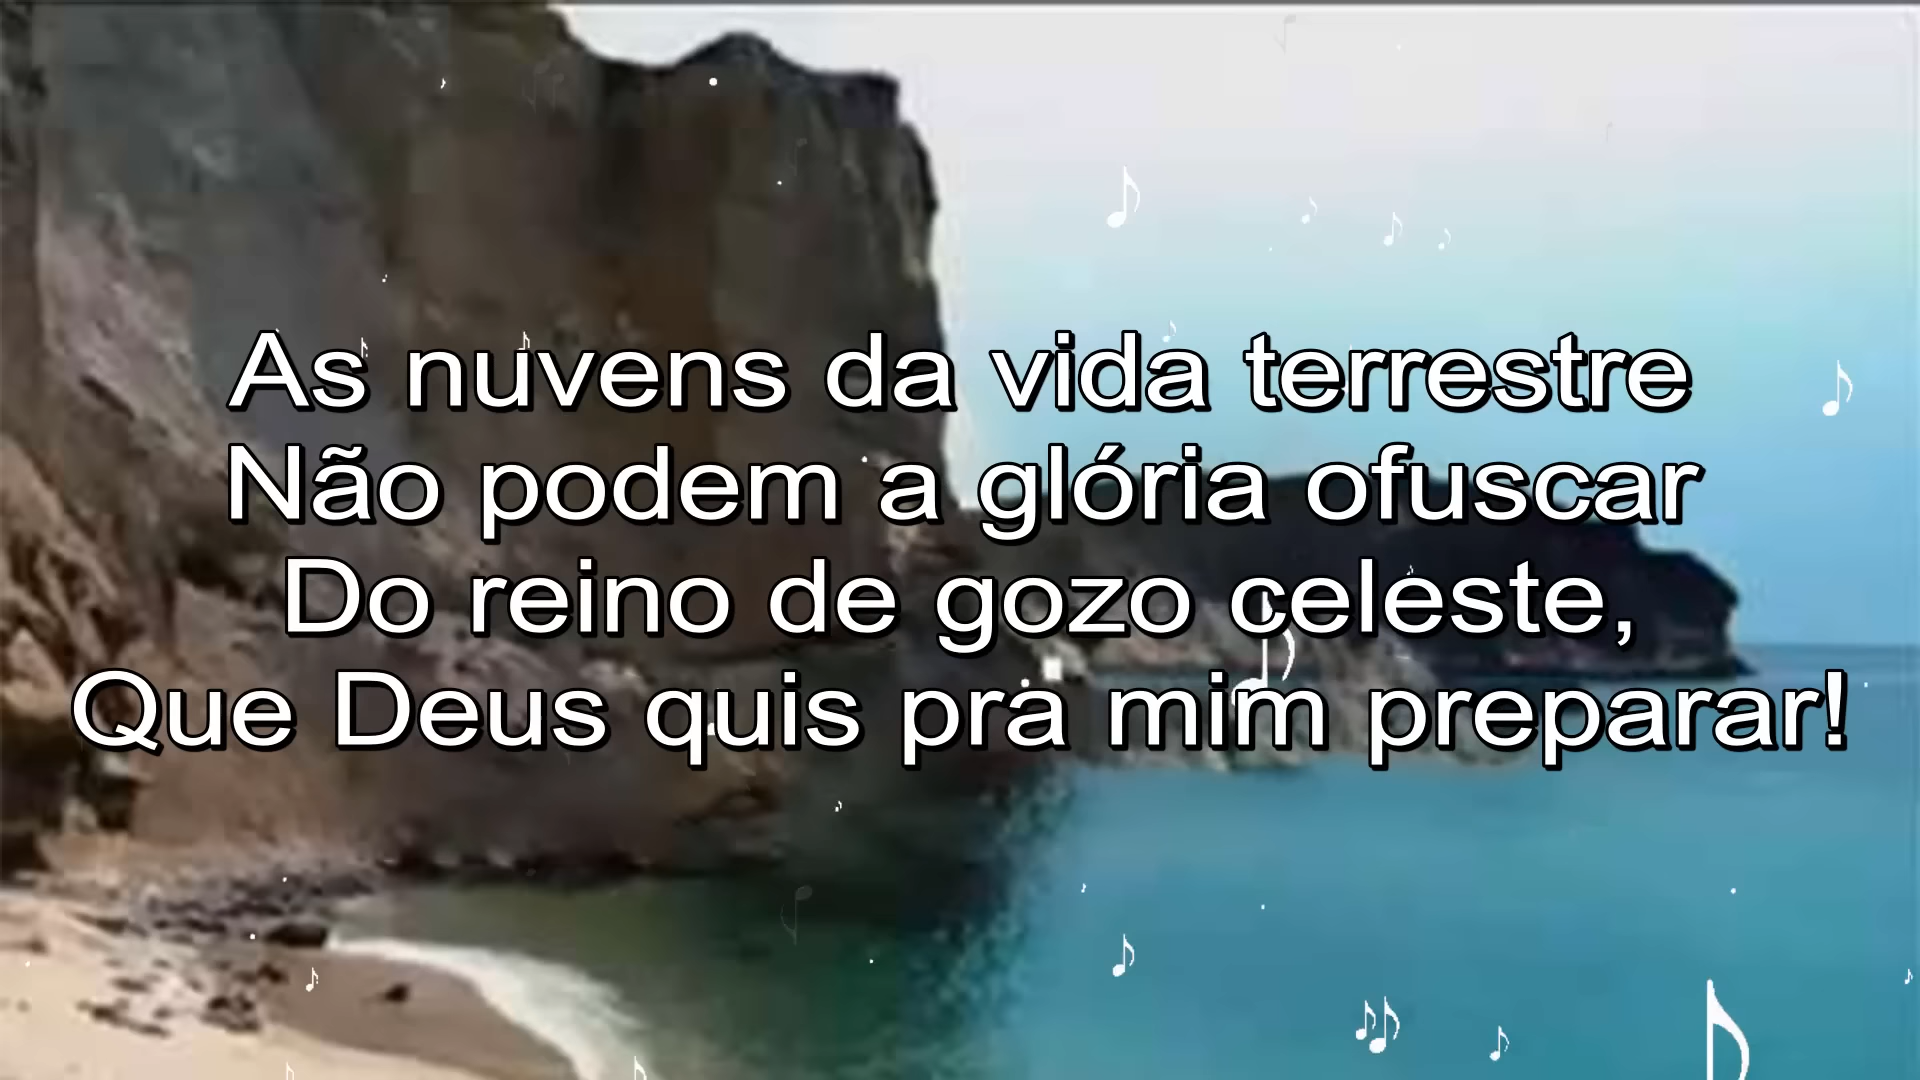 As nuvens da vida terrestre
Não podem a glória ofuscar
Do reino de gozo celeste,
Que Deus quis pra mim preparar!